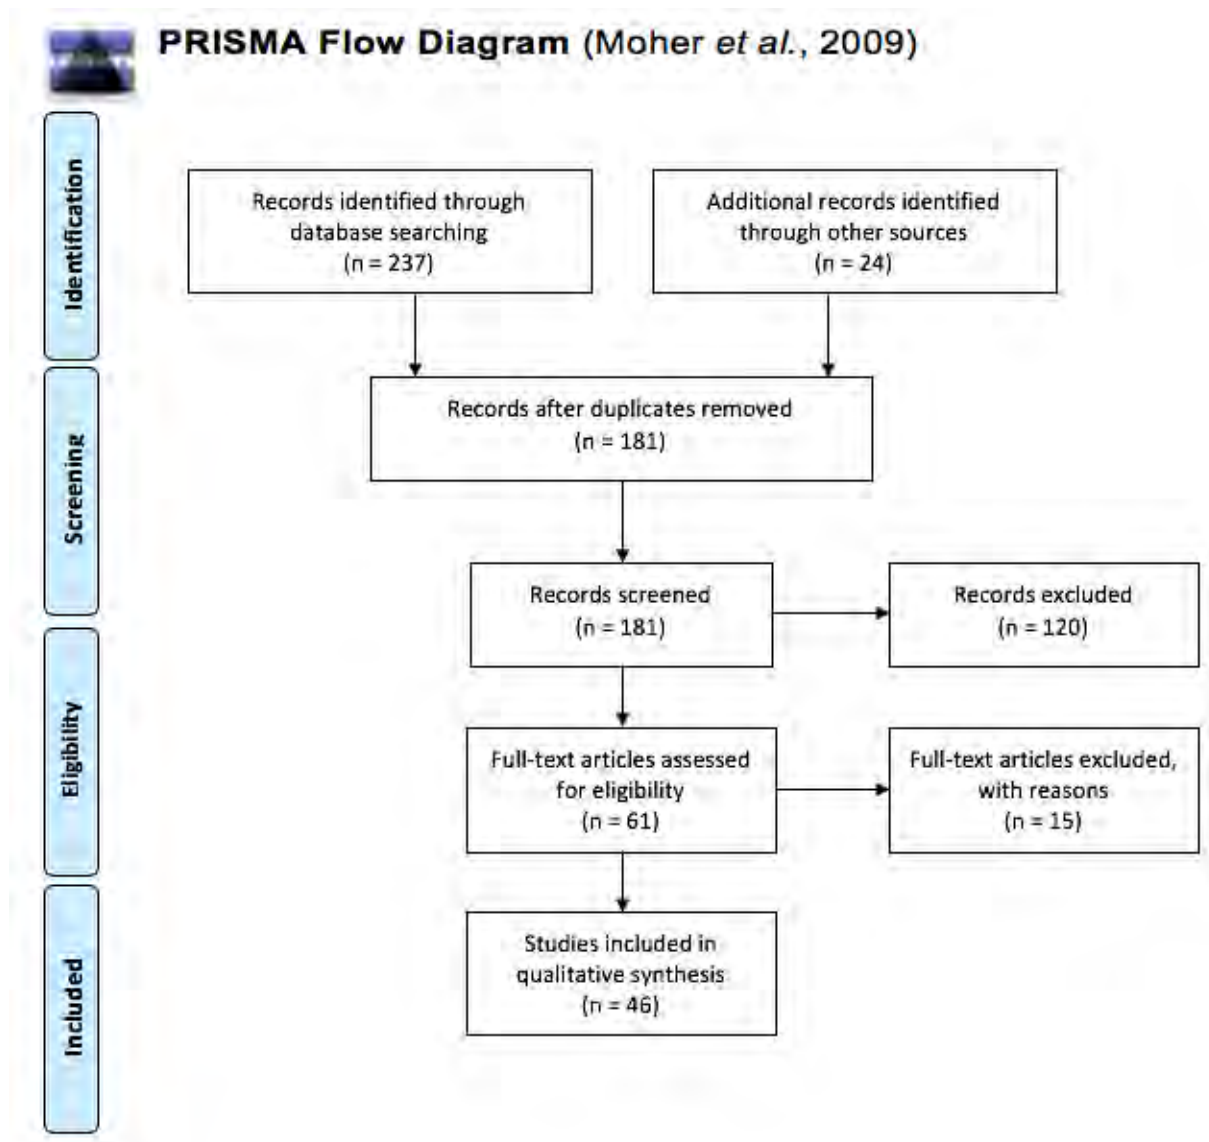 PRISMA Flow Diagram (Moher et al., 2009)
Identification
Records identified through
database searching
(n = 237)
Additional records identified
through other sources
(n = 24)
Screening
Records after duplicates removed
(n = 181)
Records screened
(n = 181)
Records excluded
(n = 120)
Eligibility
Full-text articles assessed
for eligibility
(n = 61)
Full-text articles excluded,
with reasons
(n = 15)
Included
Studies included in
qualitative synthesis
(n = 46)